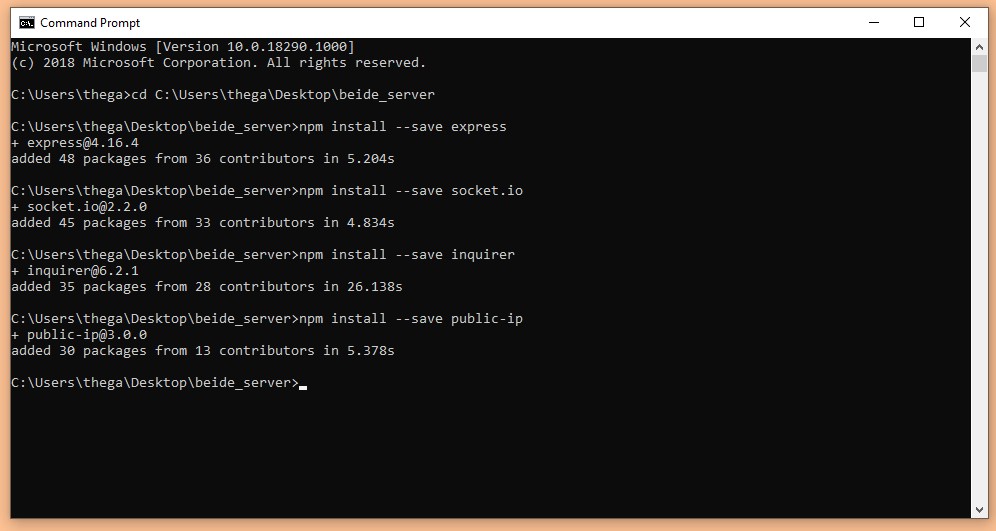 Command Prompt
Microsoft Windows [Version 10.0.18290.1000]
(c) 2018 Microsoft Corporation. All rights reserved.
C:\Users\thega>cd C:\Users\thega\Desktop\beide_server
C:\Users\thega\Desktop\beide_server>npm install --save express
+ express@4.16.4
added 48 packages from 36 contributors in 5.204s
C:\Users\thega\Desktop\beide_server>npm install --save socket.io
+ socket.io@2.2.0
added 45 packages from 33 contributors in 4.834s
C:\Users\thega\Desktop\beide_server>npm install --save inquirer
+ inquirer@6.2.1
added 35 packages from 28 contributors in 26.138s
C:\Users\thega\Desktop\beide_server>npm install --save public-ip
+ public-ip@3.0.0
added 30 packages from 13 contributors in 5.378s
C:\Users\thega\Desktop\beide_server>